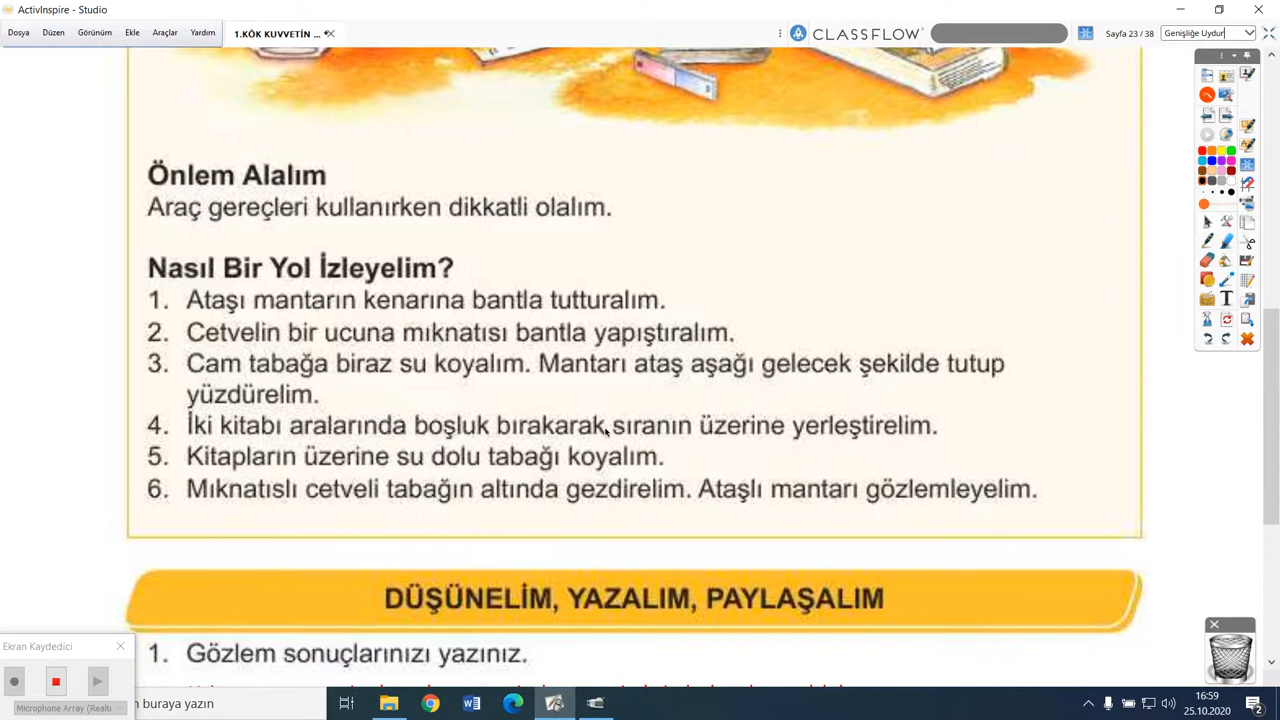 ActivInspire - Studio
Dosya Düzen Görünüm Ekle Araçlar Yardım
1.KÖK KUVVETİN ...
CLASSFLOW
Sayfa 23 / 38
Genişliğe Uydur
Önlem Alalım
Araç gereçleri kullanırken dikkatli olalım.
Nasıl Bir Yol İzleyelim?
1. Ataşı mantarın kenarına bantla tutturalım.
2. Cetvelin bir ucuna mıknatısı bantla yapıştıralım.
3. Cam tabağa biraz su koyalım. Mantarı ataş aşağı gelecek şekilde tutup
yüzdürelim.
4. İki kitabı aralarında boşluk bırakarak sıranın üzerine yerleştirelim.
5. Kitapların üzerine su dolu tabağı koyalım.
6. Mıknatıslı cetveli tabağın altında gezdirelim. Ataşlı mantarı gözlemleyelim.
DÜŞÜNELİM, YAZALIM, PAYLAŞALIM
1. Gözlem sonuçlarınızı yazınız.
Ekran Kaydedici
Microphone Array (Realt
buraya yazın
16:59
25.10.2020
2